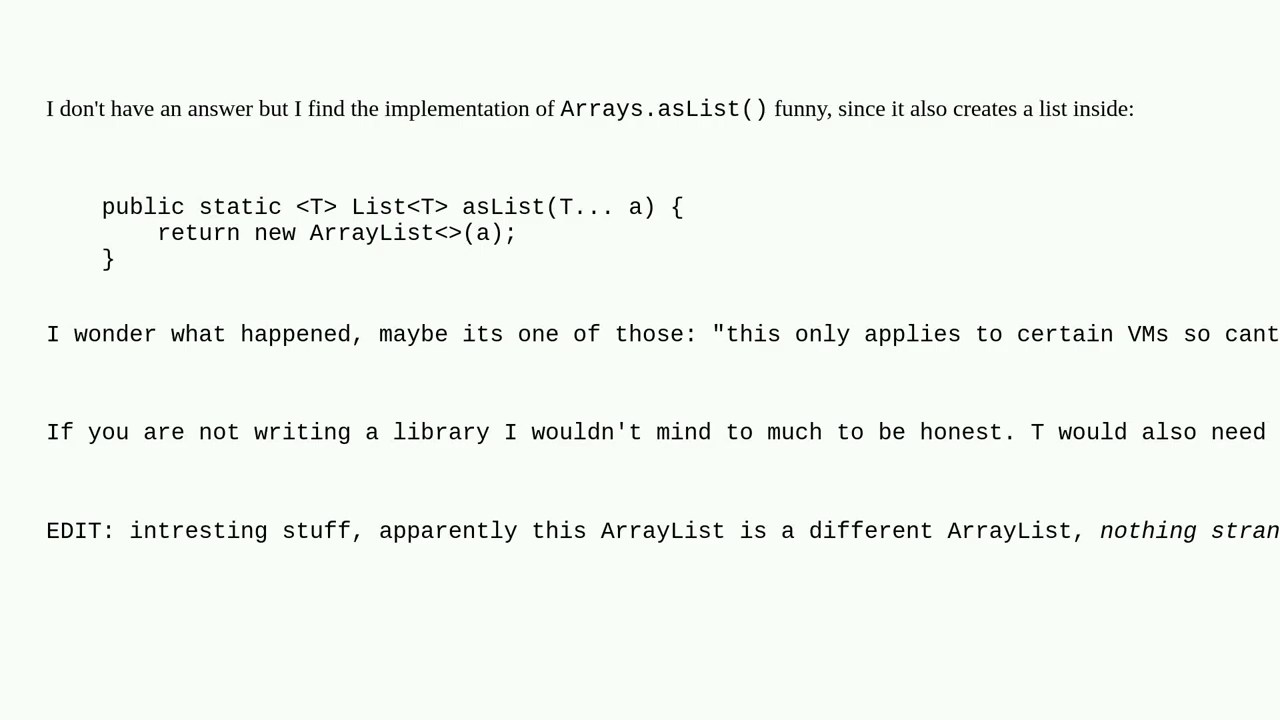 I don't have an answer but I find the implementation of Arrays.asList() funny, since it also creates a list inside:
public static <T> List<T> asList(T... a) {
    return new ArrayList<>(a);
}
I wonder what happened, maybe its one of those: "this only applies to certain VMs so cant
If you are not writing a library I wouldn't mind to much to be honest. T would also need
EDIT: intresting stuff, apparently this ArrayList is a different ArrayList, nothing stran